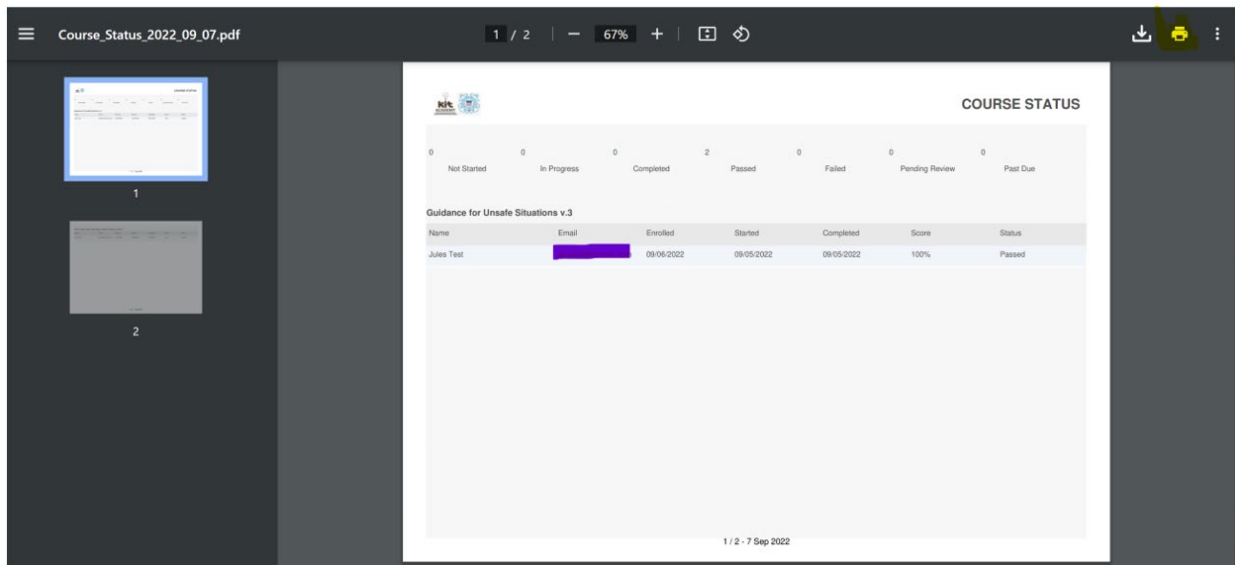 Course_Status_2022_09_07.pdf
1 / 2
67%
kit
ACADEMY
COURSE STATUS
0 0 0 2 0 0 0
Not Started In Progress Completed Passed Failed Pending Review Past Due
Guidance for Unsafe Situations v.3
Name Email Enrolled Started Completed Score Status
Jules Test 09/06/2022 09/05/2022 09/05/2022 100% Passed
1 / 2 - 7 Sep 2022
1
2